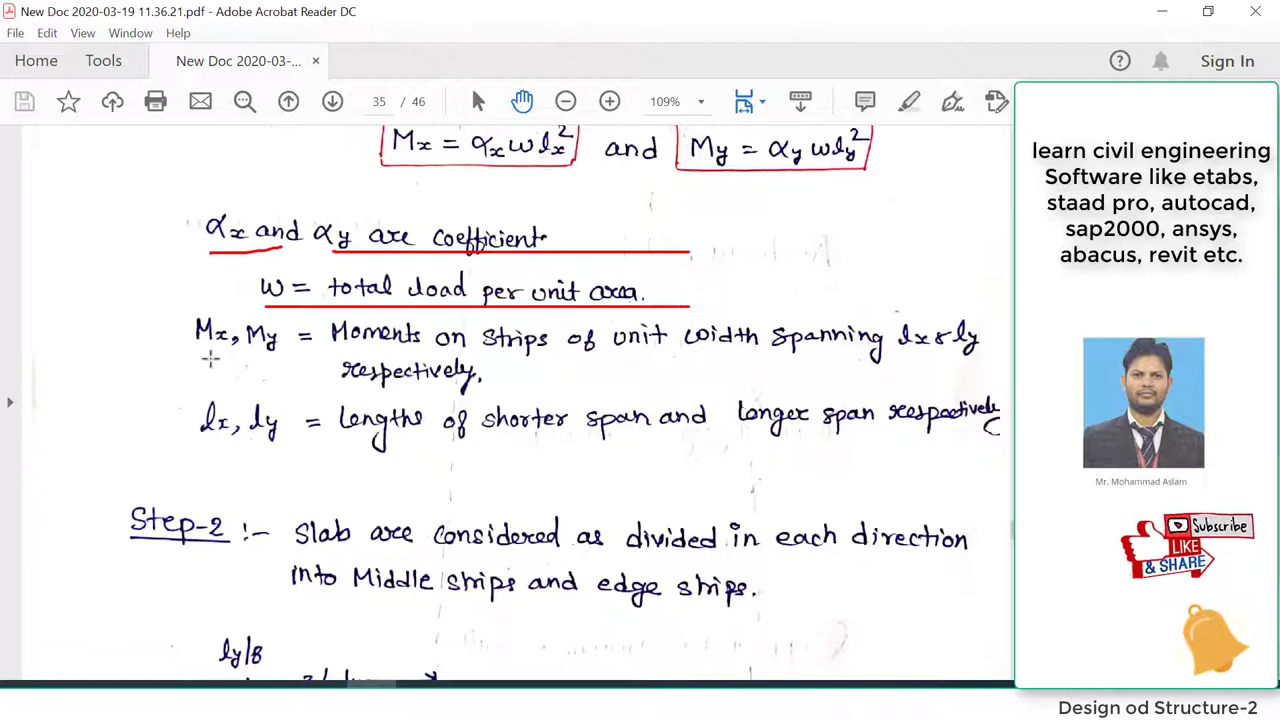 New Doc 2020-03-19 11.36.21.pdf - Adobe Acrobat Reader DC
File Edit View Window Help
Home Tools New Doc 2020-03-... × Sign In
35 / 46 109%
Mx = αx w lx² and My = αy w ly²
αx and αy are coefficient
w = total load per unit area.
Mx, My = Moments on strips of unit width spanning lx & ly
respectively.
lx, ly = lengths of shorter span and longer span respectively
Step-2 :- Slab are considered as divided in each direction
into Middle strips and edge strips.
ly/8
learn civil engineering
Software like etabs,
staad pro, autocad,
sap2000, ansys,
abacus, revit etc.
Mr. Mohammad Aslam
Subscribe
LIKE
& SHARE
Design od Structure-2